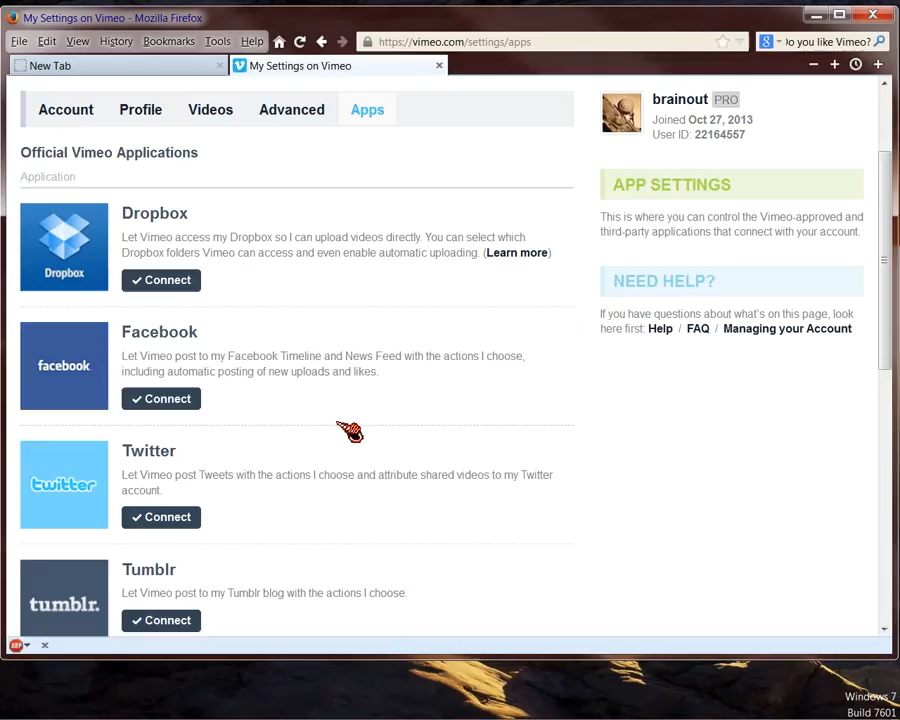 My Settings on Vimeo - Mozilla Firefox
File Edit View History Bookmarks Tools Help
https://vimeo.com/settings/apps
Do you like Vimeo?
New Tab
My Settings on Vimeo
Account Profile Videos Advanced Apps
Official Vimeo Applications
Application
Dropbox
Dropbox
Let Vimeo access my Dropbox so I can upload videos directly. You can select which
Dropbox folders Vimeo can access and even enable automatic uploading. (Learn more)
Connect
facebook
Facebook
Let Vimeo post to my Facebook Timeline and News Feed with the actions I choose,
including automatic posting of new uploads and likes.
Connect
twitter
Twitter
Let Vimeo post Tweets with the actions I choose and attribute shared videos to my Twitter
account.
Connect
tumblr.
Tumblr
Let Vimeo post to my Tumblr blog with the actions I choose.
Connect
brainout PRO
Joined Oct 27, 2013
User ID: 22164557
APP SETTINGS
This is where you can control the Vimeo-approved and
third-party applications that connect with your account.
NEED HELP?
If you have questions about what's on this page, look
here first: Help / FAQ / Managing your Account
ABP
Windows 7
Build 7601